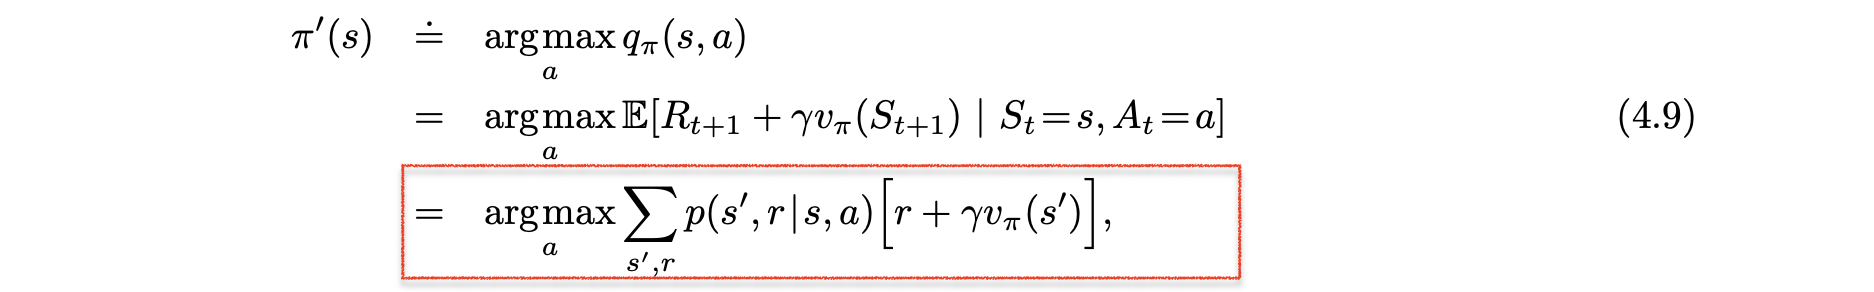 π′(s) ≐ argmax_a q_π(s, a)
= argmax_a 𝔼[R_{t+1} + γv_π(S_{t+1}) | S_t=s, A_t=a] (4.9)
= argmax_a ∑_{s′,r} p(s′, r|s, a)[r + γv_π(s′)],